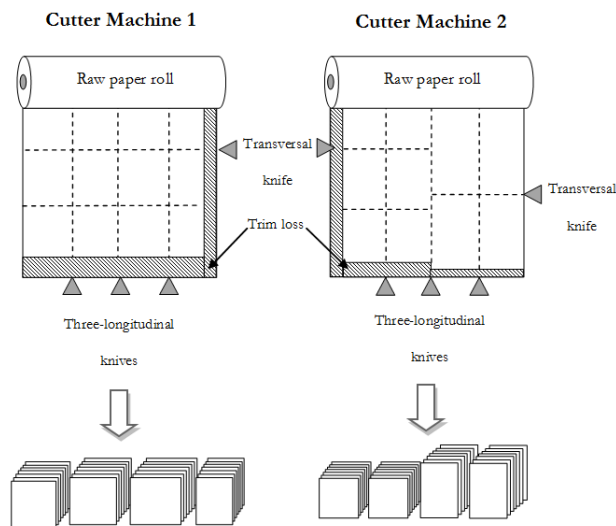 Cutter Machine 1
Cutter Machine 2
Raw paper roll
Raw paper roll
Transversal
knife
Transversal
knife
Trim loss
Three-longitudinal
knives
Three-longitudinal
knives